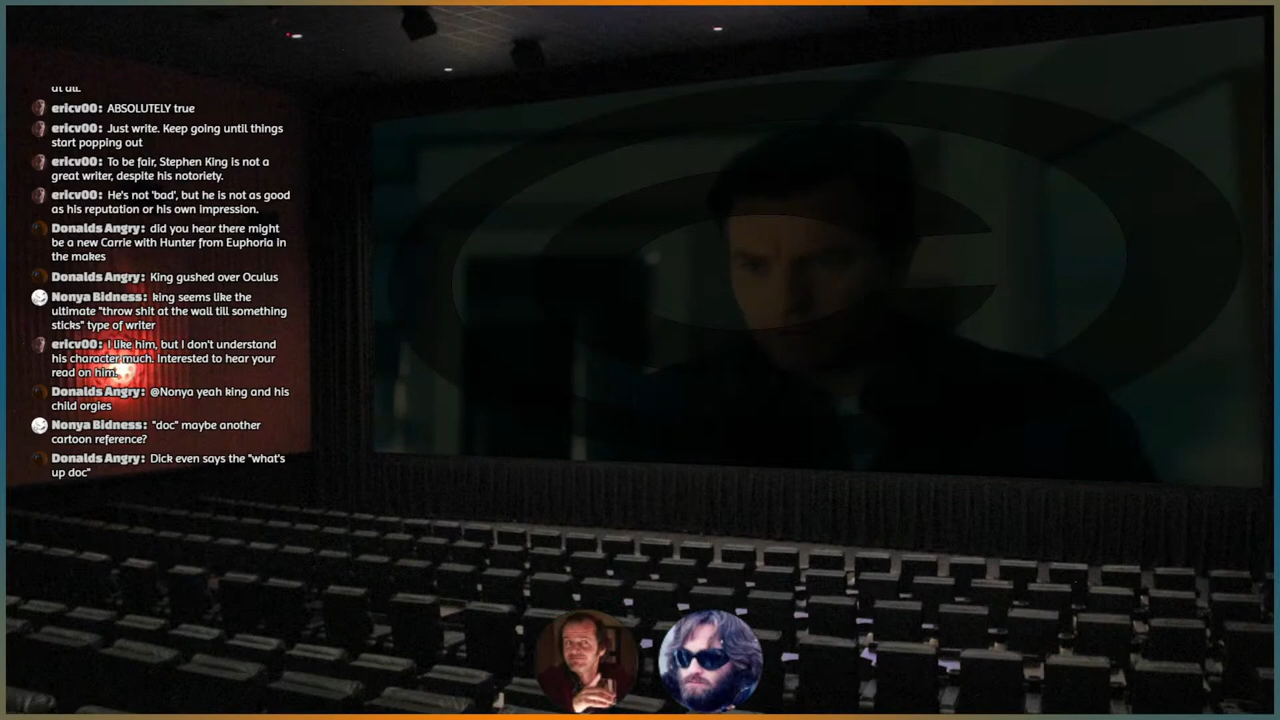 at all.
ericv00: ABSOLUTELY true
ericv00: Just write. Keep going until things
start popping out
ericv00: To be fair, Stephen King is not a
great writer, despite his notoriety.
ericv00: He's not 'bad', but he is not as good
as his reputation or his own impression.
Donalds Angry: did you hear there might
be a new Carrie with Hunter from Euphoria in
the makes
Donalds Angry: King gushed over Oculus
Nonya Bidness: king seems like the
ultimate "throw shit at the wall till something
sticks" type of writer
ericv00: I like him, but I don't understand
his character much. Interested to hear your
read on him.
Donalds Angry: @Nonya yeah king and his
child orgies
Nonya Bidness: "doc" maybe another
cartoon reference?
Donalds Angry: Dick even says the "what's
up doc"